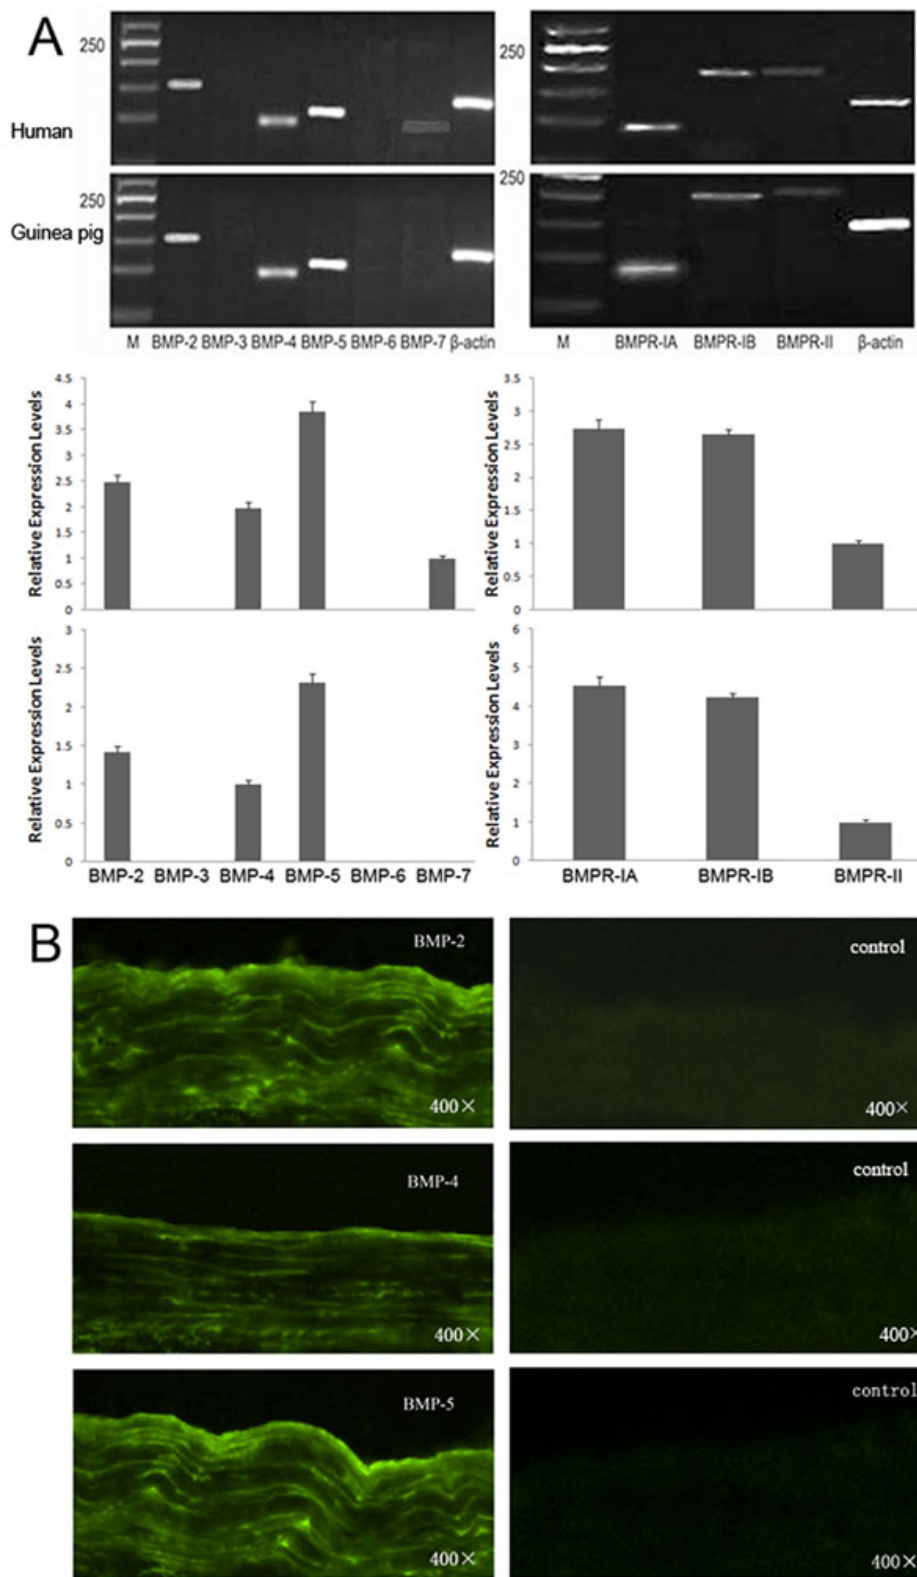 A
250
250
Human
250
250
Guinea pig
M BMP-2 BMP-3 BMP-4 BMP-5 BMP-6 BMP-7 β-actin
M BMPR-IA BMPR-IB BMPR-II β-actin
Relative Expression Levels
4.5
4
3.5
3
2.5
2
1.5
1
0.5
0
Relative Expression Levels
3.5
3
2.5
2
1.5
1
0.5
0
Relative Expression Levels
3
2.5
2
1.5
1
0.5
0
BMP-2 BMP-3 BMP-4 BMP-5 BMP-6 BMP-7
Relative Expression Levels
6
5
4
3
2
1
0
BMPR-IA BMPR-IB BMPR-II
B
BMP-2
400×
control
400×
BMP-4
400×
control
400×
BMP-5
400×
control
400×